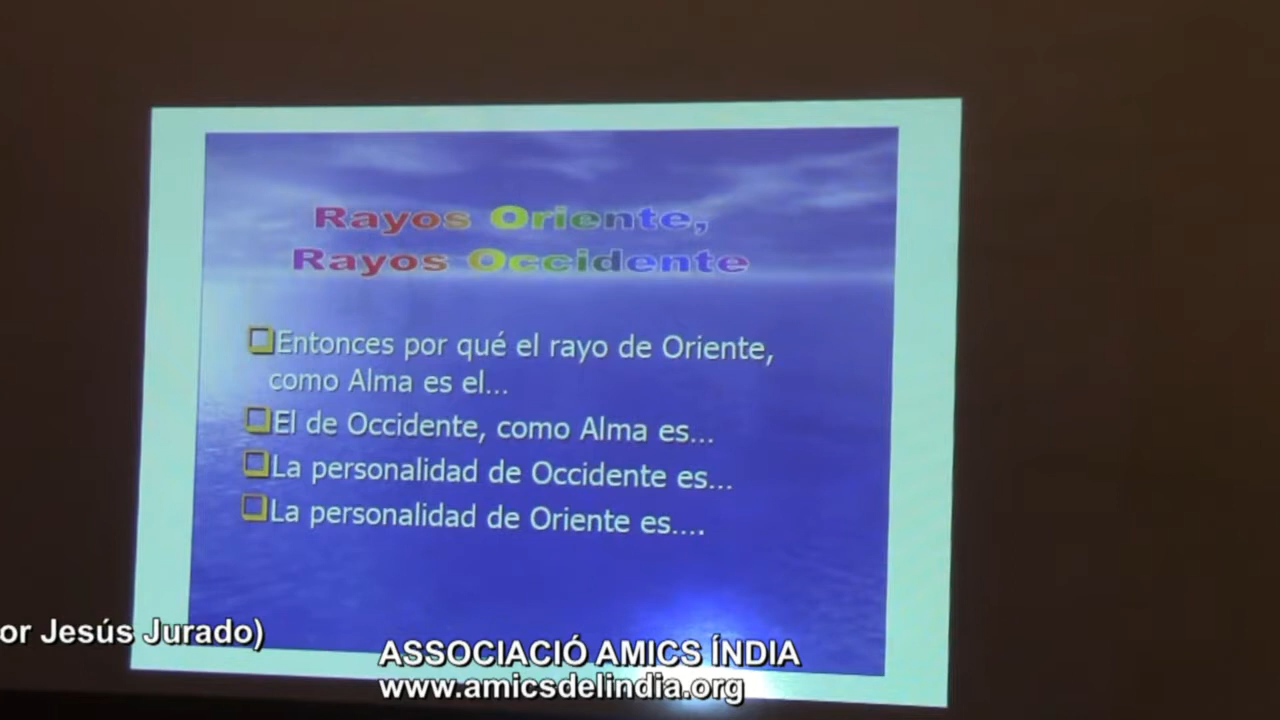 Rayos Oriente,
Rayos Occidente
Entonces por qué el rayo de Oriente,
como Alma es el...
El de Occidente, como Alma es...
La personalidad de Occidente es...
La personalidad de Oriente es....
or Jesús Jurado)
ASSOCIACIÓ AMICS ÍNDIA
www.amicsdelindia.org